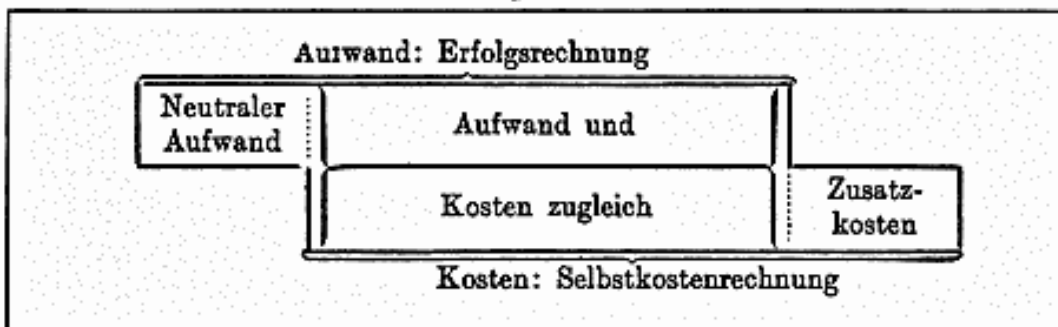 Aufwand: Erfolgsrechnung
Neutraler
Aufwand
Aufwand und
Kosten zugleich
Zusatz-
kosten
Kosten: Selbstkostenrechnung